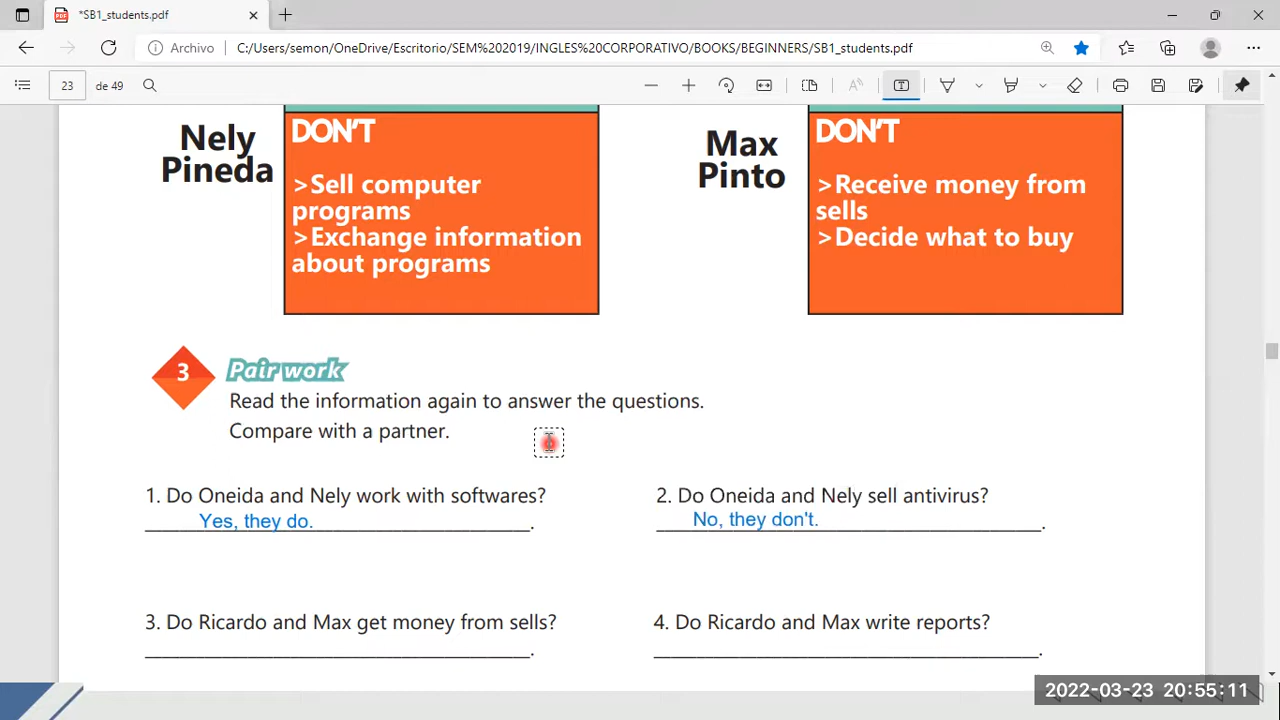 *SB1_students.pdf
Archivo C:/Users/semon/OneDrive/Escritorio/SEM%202019/INGLES%20CORPORATIVO/BOOKS/BEGINNERS/SB1_students.pdf
23 de 49
Nely
Pineda
DON'T
>Sell computer
programs
>Exchange information
about programs
Max
Pinto
DON'T
>Receive money from
sells
>Decide what to buy
3 Pair work
Read the information again to answer the questions.
Compare with a partner.
1. Do Oneida and Nely work with softwares?
Yes, they do.
2. Do Oneida and Nely sell antivirus?
No, they don't.
3. Do Ricardo and Max get money from sells?
4. Do Ricardo and Max write reports?
2022-03-23 20:55:11